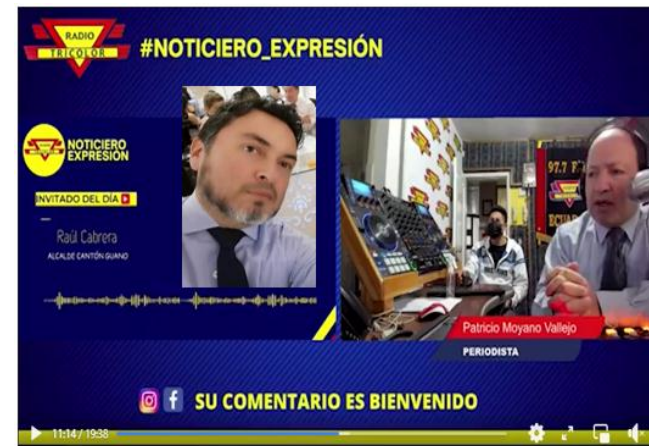 RADIO
TRICOLOR
#NOTICIERO_EXPRESIÓN
NOTICIERO
EXPRESIÓN
INVITADO DEL DÍA
Raúl Cabrera
ALCALDE CANTÓN GUANO
97.7
Patricio Moyano Vallejo
PERIODISTA
SU COMENTARIO ES BIENVENIDO
11:14 / 19:38